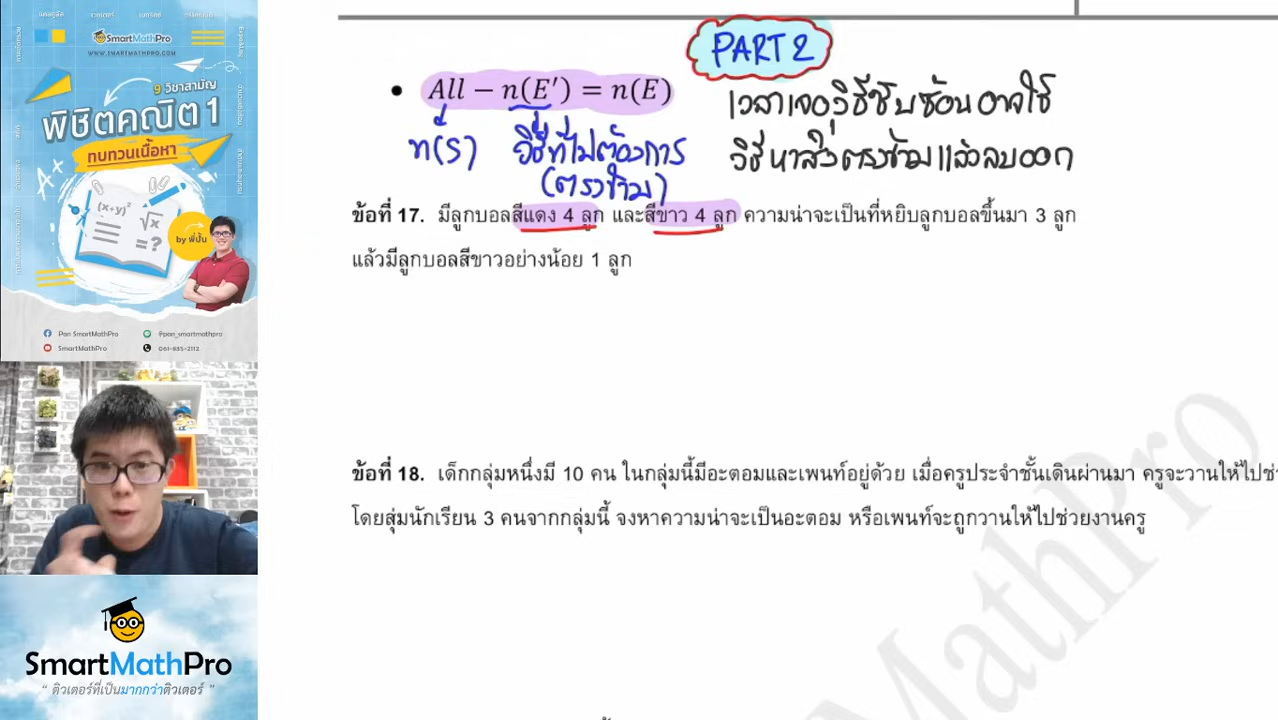 SmartMathPro
WWW.SMARTMATHPRO.COM
9 วิชาสามัญ
พิชิตคณิต 1
ทบทวนเนื้อหา
A+
(x+y)²
√x
=?
by พี่ปั้น
Pan SmartMathPro
@pan_smartmathpro
SmartMathPro
061-885-2112
SmartMathPro
“ ติวเตอร์ที่เป็นมากกว่าติวเตอร์ ”
PART 2
• All − n(E′) = n(E)
n(S) วิธีที่ไม่ต้องการ
(ตรงข้าม)
เวลาเจอวิธีซับซ้อน อาจใช้
วิธีหาสิ่งตรงข้าม แล้วลบออก
ข้อที่ 17. มีลูกบอลสีแดง 4 ลูก และสีขาว 4 ลูก ความน่าจะเป็นที่หยิบลูกบอลขึ้นมา 3 ลูก
แล้วมีลูกบอลสีขาวอย่างน้อย 1 ลูก
ข้อที่ 18. เด็กกลุ่มหนึ่งมี 10 คน ในกลุ่มนี้มีอะตอมและเพนท์อยู่ด้วย เมื่อครูประจำชั้นเดินผ่านมา ครูจะวานให้ไปช่
โดยสุ่มนักเรียน 3 คนจากกลุ่มนี้ จงหาความน่าจะเป็นอะตอม หรือเพนท์จะถูกวานให้ไปช่วยงานครู
MathPro